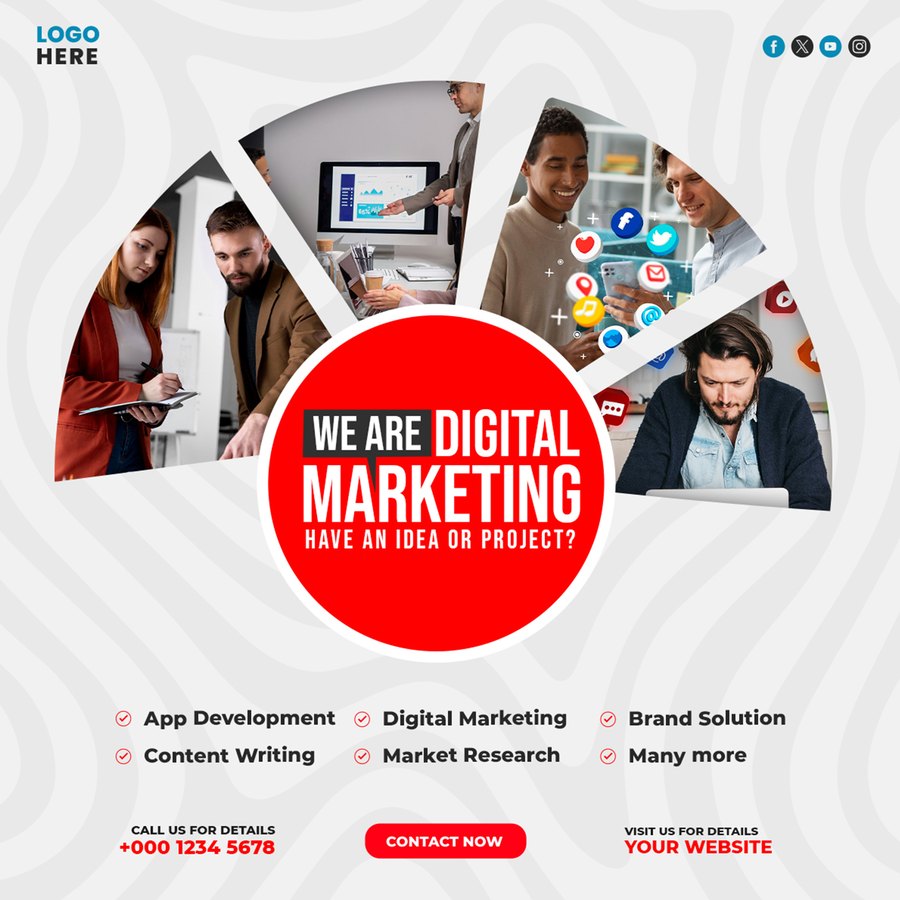 LOGO
HERE
WE ARE DIGITAL
MARKETING
HAVE AN IDEA OR PROJECT?
App Development
Digital Marketing
Brand Solution
Content Writing
Market Research
Many more
CALL US FOR DETAILS
+000 1234 5678
CONTACT NOW
VISIT US FOR DETAILS
YOUR WEBSITE